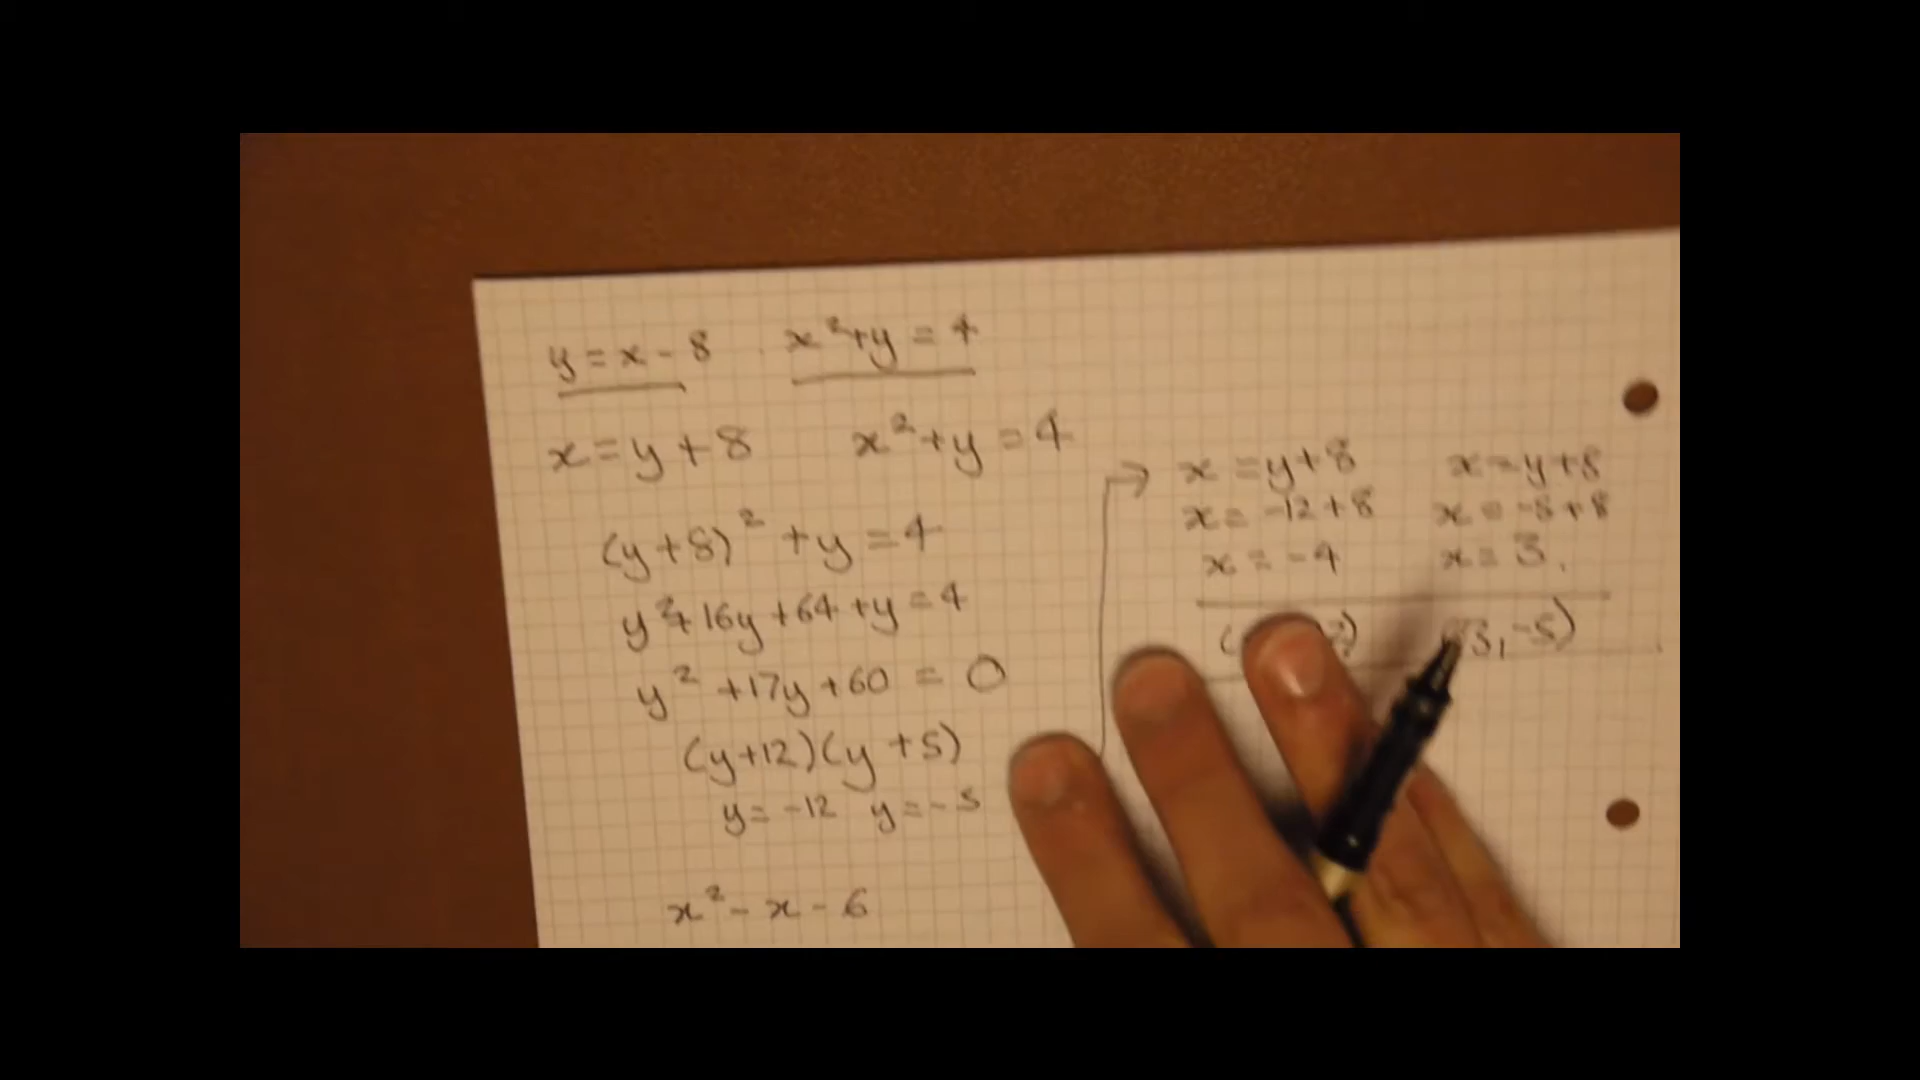 y = x - 8   x² + y = 4
x = y + 8   x² + y = 4
(y + 8)² + y = 4
y² + 16y + 64 + y = 4
y² + 17y + 60 = 0
(y + 12)(y + 5)
y = -12   y = -5
x² - x - 6
x = y + 8   x = y + 8
x = -12 + 8   x = -5 + 8
x = -4   x = 3.
(3, -5)